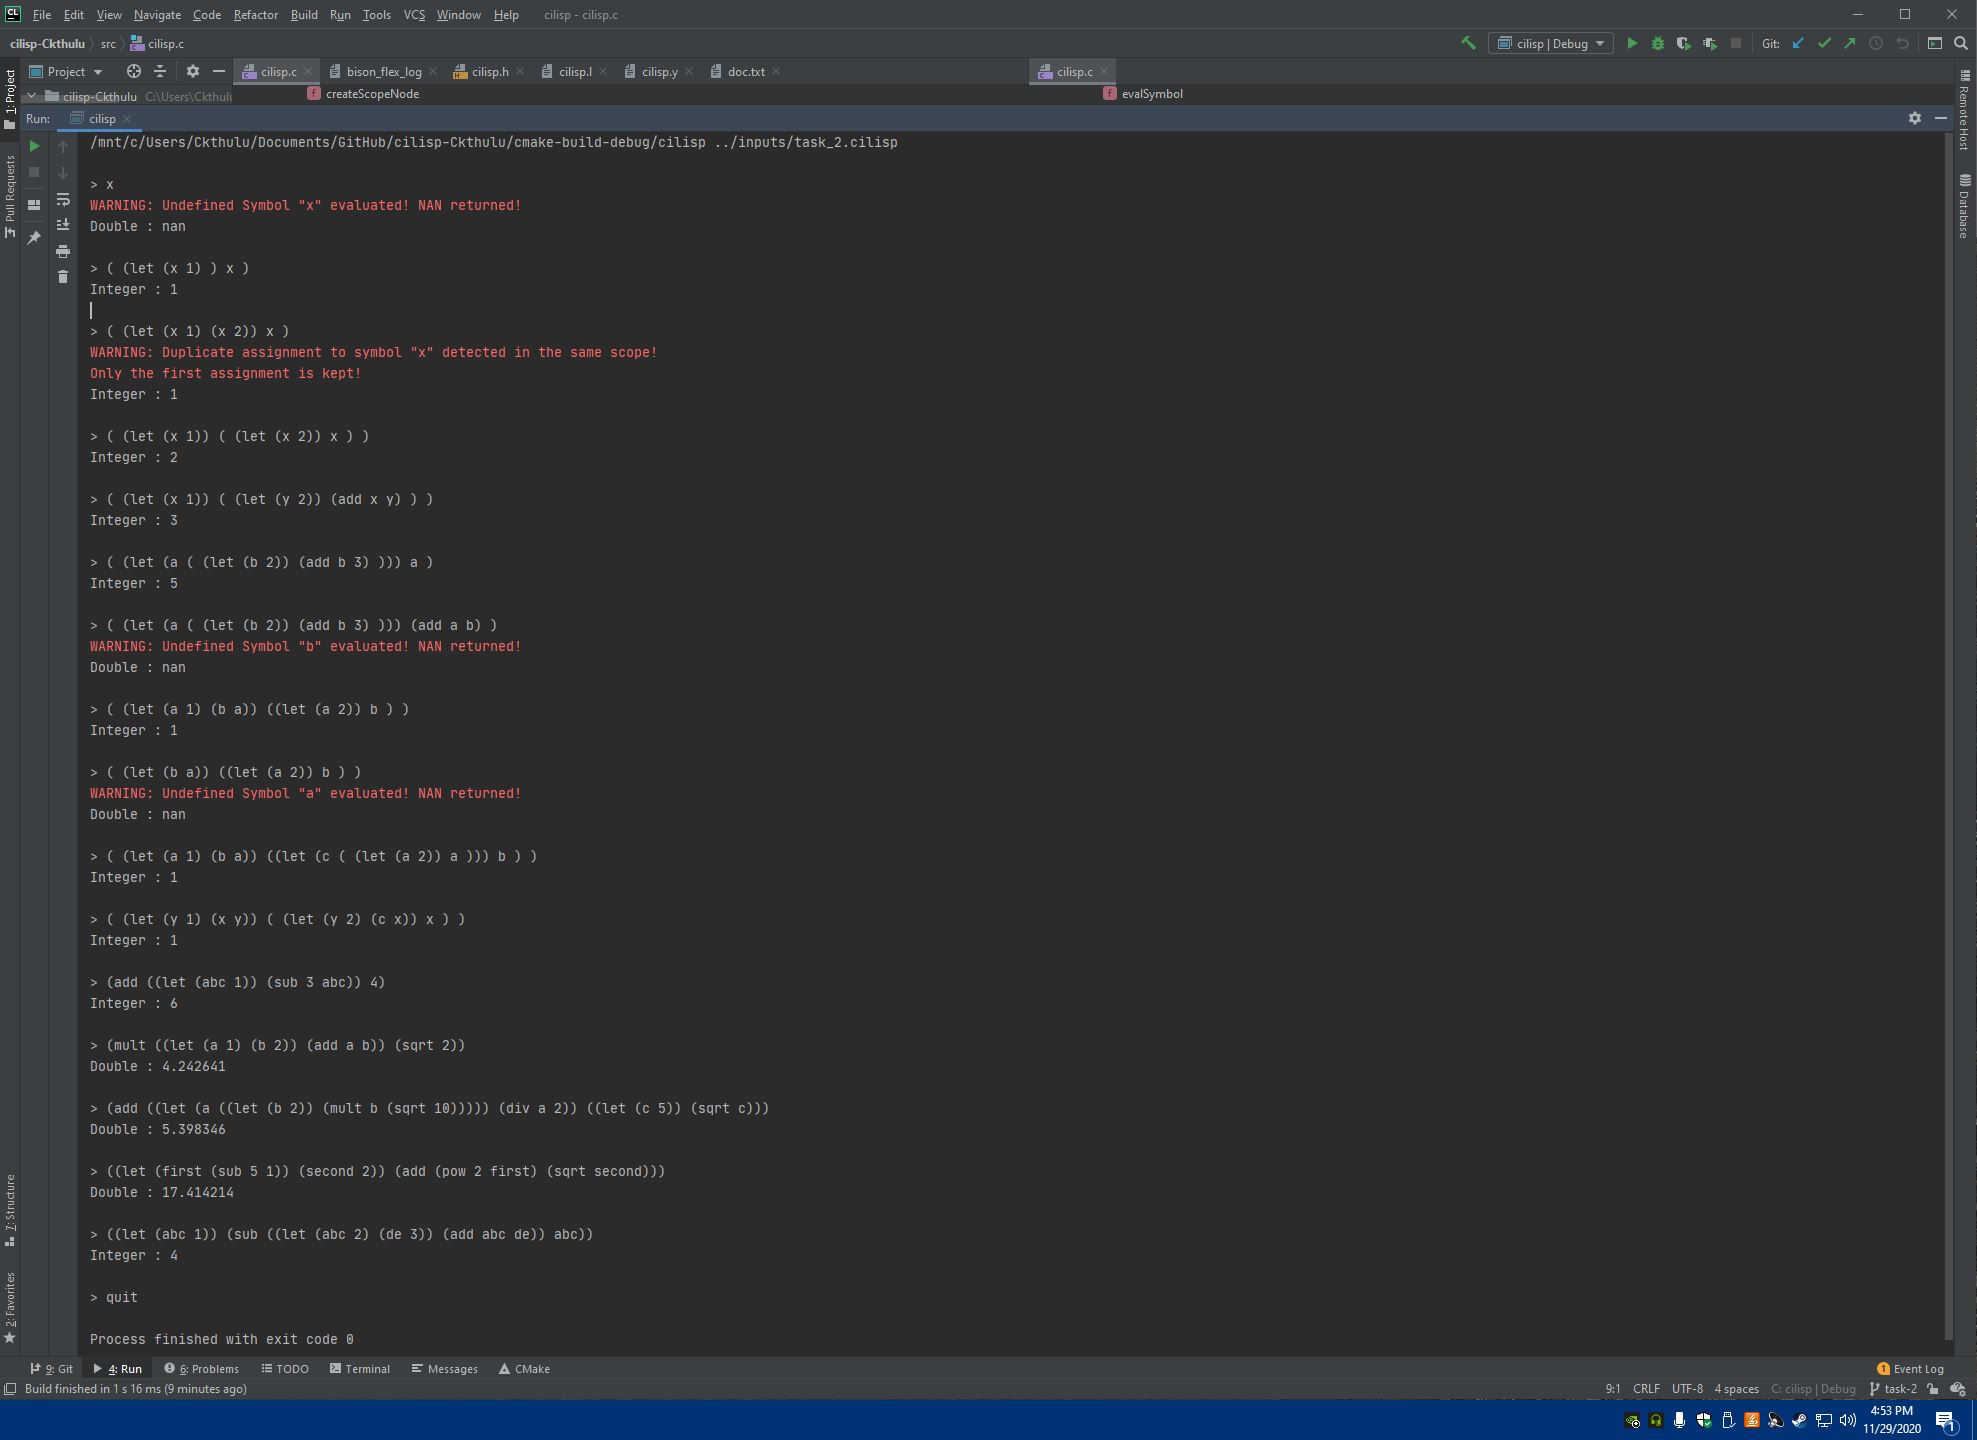 CL File Edit View Navigate Code Refactor Build Run Tools VCS Window Help cilisp - cilisp.c
cilisp-Ckthulu src cilisp.c cilisp | Debug Git:
Project cilisp.c bison_flex_log cilisp.h cilisp.l cilisp.y doc.txt cilisp.c
cilisp-Ckthulu C:\Users\Ckthulu createScopeNode evalSymbol
Run: cilisp
/mnt/c/Users/Ckthulu/Documents/GitHub/cilisp-Ckthulu/cmake-build-debug/cilisp ../inputs/task_2.cilisp
> x
WARNING: Undefined Symbol "x" evaluated! NAN returned!
Double : nan
> ( (let (x 1) ) x )
Integer : 1
> ( (let (x 1) (x 2)) x )
WARNING: Duplicate assignment to symbol "x" detected in the same scope!
Only the first assignment is kept!
Integer : 1
> ( (let (x 1)) ( (let (x 2)) x ) )
Integer : 2
> ( (let (x 1)) ( (let (y 2)) (add x y) ) )
Integer : 3
> ( (let (a ( (let (b 2)) (add b 3) ))) a )
Integer : 5
> ( (let (a ( (let (b 2)) (add b 3) ))) (add a b) )
WARNING: Undefined Symbol "b" evaluated! NAN returned!
Double : nan
> ( (let (a 1) (b a)) ((let (a 2)) b ) )
Integer : 1
> ( (let (b a)) ((let (a 2)) b ) )
WARNING: Undefined Symbol "a" evaluated! NAN returned!
Double : nan
> ( (let (a 1) (b a)) ((let (c ( (let (a 2)) a ))) b ) )
Integer : 1
> ( (let (y 1) (x y)) ( (let (y 2) (c x)) x ) )
Integer : 1
> (add ((let (abc 1)) (sub 3 abc)) 4)
Integer : 6
> (mult ((let (a 1) (b 2)) (add a b)) (sqrt 2))
Double : 4.242641
> (add ((let (a ((let (b 2)) (mult b (sqrt 10))))) (div a 2)) ((let (c 5)) (sqrt c)))
Double : 5.398346
> ((let (first (sub 5 1)) (second 2)) (add (pow 2 first) (sqrt second)))
Double : 17.414214
> ((let (abc 1)) (sub ((let (abc 2) (de 3)) (add abc de)) abc))
Integer : 4
> quit
Process finished with exit code 0
1: Project
Pull Requests
7: Structure
2: Favorites
Remote Host
Database
9: Git 4: Run 6: Problems TODO Terminal Messages CMake 1 Event Log
Build finished in 1 s 16 ms (9 minutes ago) 9:1 CRLF UTF-8 4 spaces C: cilisp | Debug task-2
4:53 PM
11/29/2020
1